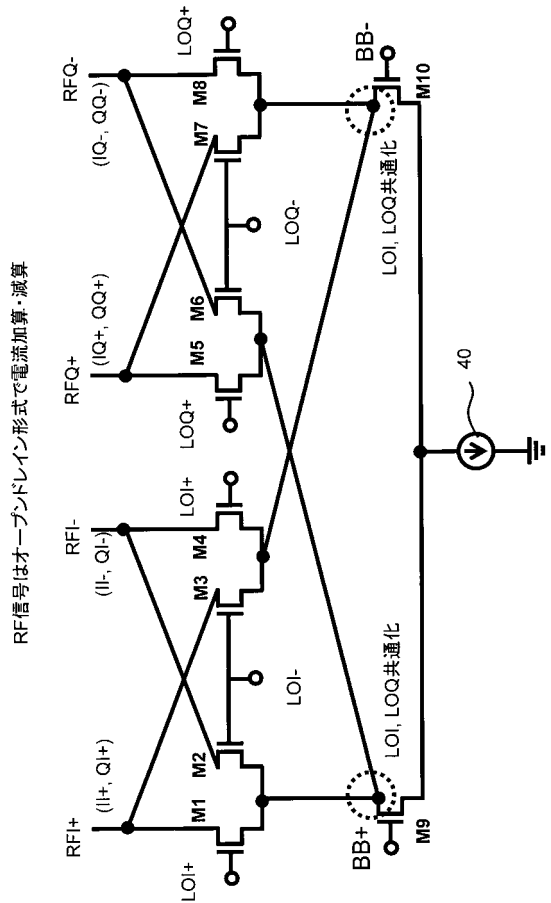 RF信号はオープンドレイン形式で電流加算・減算
RFI+
(II+, QI+)
RFI-
(II-, QI-)
RFQ+
(IQ+, QQ+)
RFQ-
(IQ-, QQ-)
LOI+
M1
M2
M3
M4
LOI+
LOI-
LOQ+
M5
M6
M7
M8
LOQ+
LOQ-
BB+
M9
LOI, LOQ共通化
BB-
M10
LOI, LOQ共通化
40